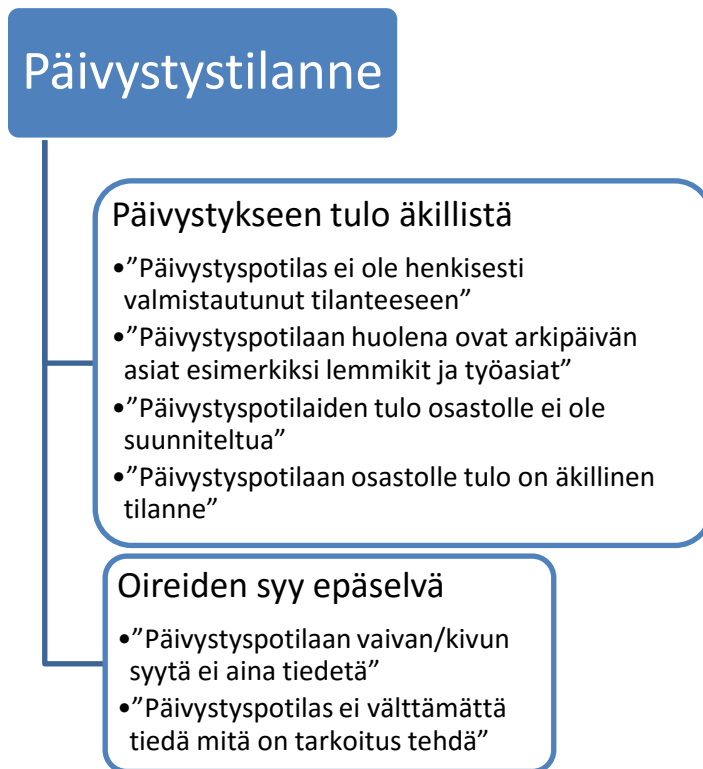 Päivystystilanne
Päivystykseen tulo äkillistä
•”Päivystyspotilas ei ole henkisesti
valmistautunut tilanteeseen”
•”Päivystyspotilaan huolena ovat arkipäivän
asiat esimerkiksi lemmikit ja työasiat”
•”Päivystyspotilaiden tulo osastolle ei ole
suunniteltua”
•”Päivystyspotilaan osastolle tulo on äkillinen
tilanne”
Oireiden syy epäselvä
•”Päivystyspotilaan vaivan/kivun
syytä ei aina tiedetä”
•”Päivystyspotilas ei välttämättä
tiedä mitä on tarkoitus tehdä”